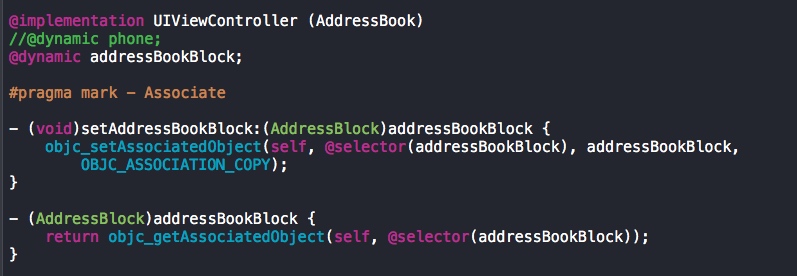 @implementation UIViewController (AddressBook)
//@dynamic phone;
@dynamic addressBookBlock;
#pragma mark - Associate
- (void)setAddressBookBlock:(AddressBlock)addressBookBlock {
objc_setAssociatedObject(self, @selector(addressBookBlock), addressBookBlock,
OBJC_ASSOCIATION_COPY);
}
- (AddressBlock)addressBookBlock {
return objc_getAssociatedObject(self, @selector(addressBookBlock));
}